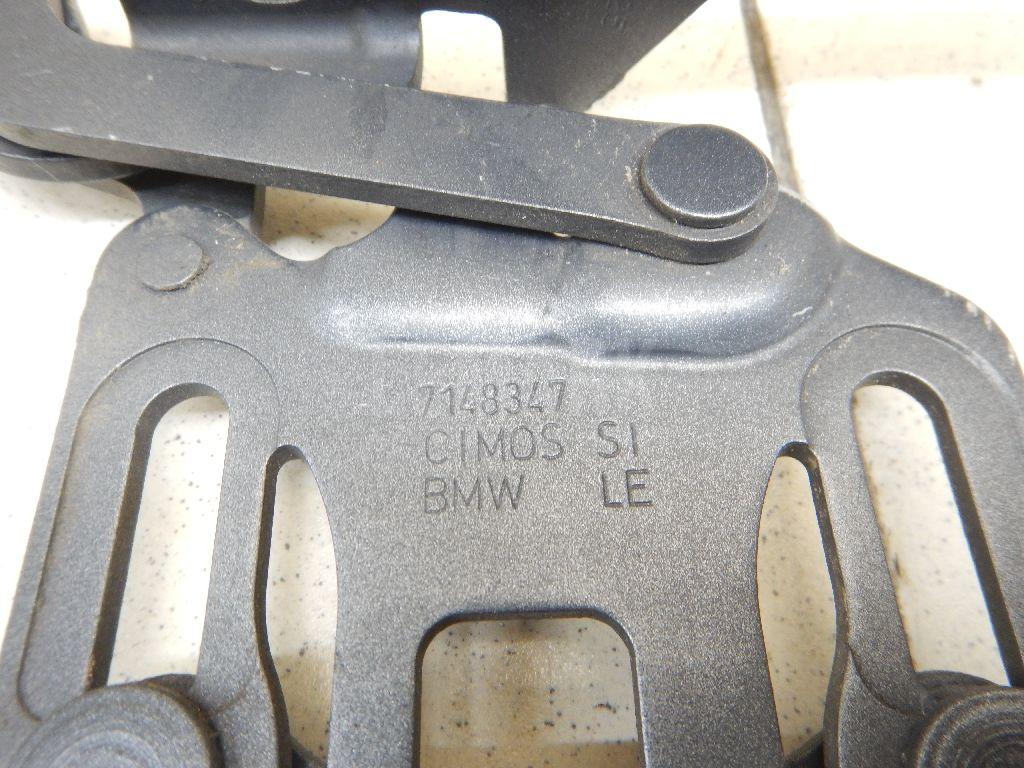 7148347
CIMOS SI
BMW LE